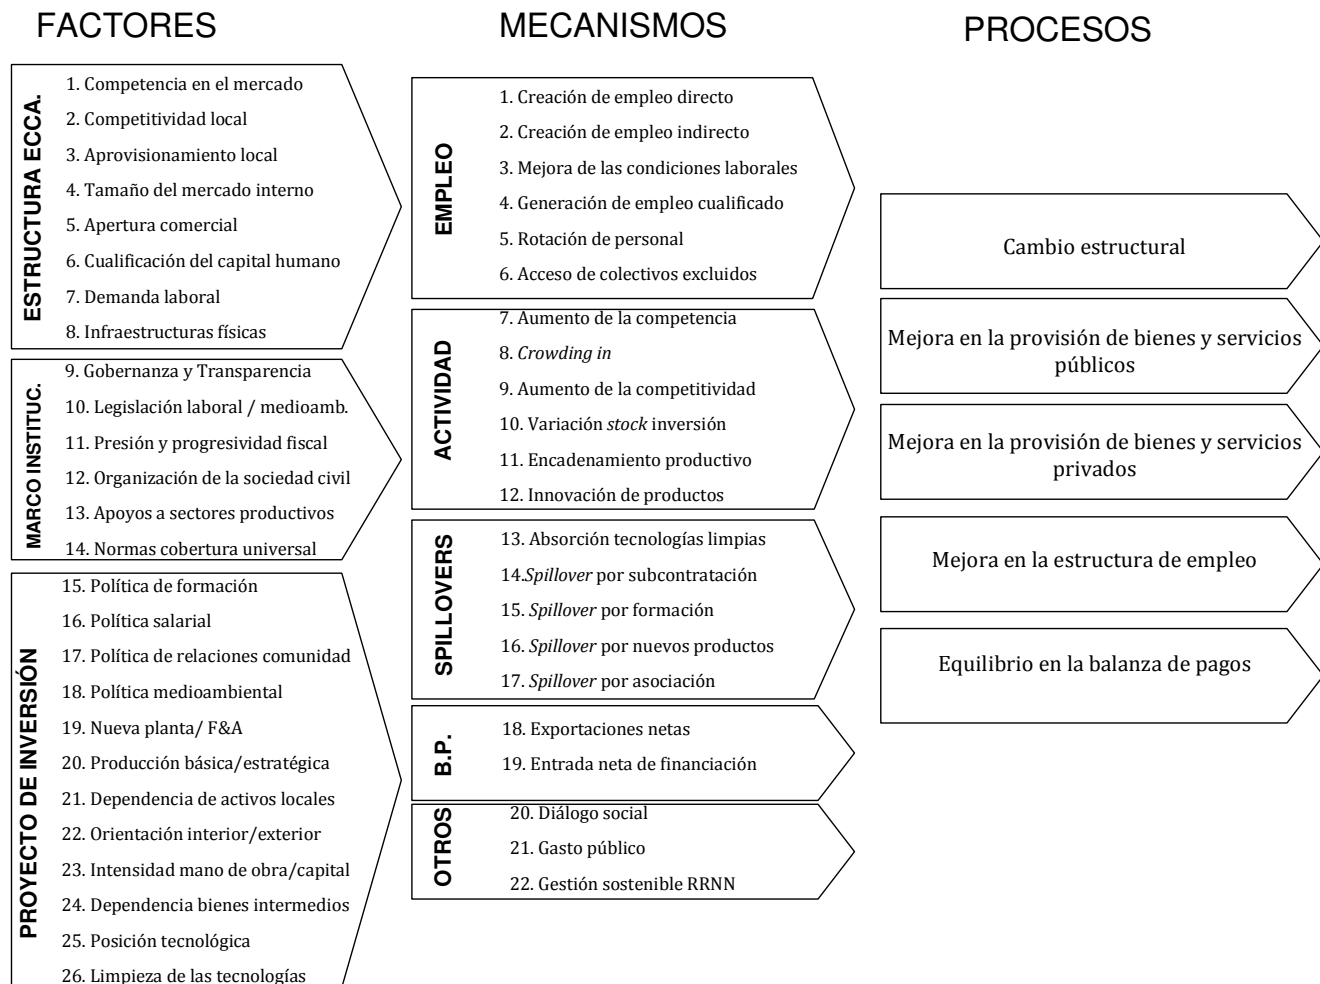 FACTORES
ESTRUCTURA ECCA.
1. Competencia en el mercado
2. Competitividad local
3. Aprovisionamiento local
4. Tamaño del mercado interno
5. Apertura comercial
6. Cualificación del capital humano
7. Demanda laboral
8. Infraestructuras físicas
MARCO INSTITUC.
9. Gobernanza y Transparencia
10. Legislación laboral / medioamb.
11. Presión y progresividad fiscal
12. Organización de la sociedad civil
13. Apoyos a sectores productivos
14. Normas cobertura universal
PROYECTO DE INVERSIÓN
15. Política de formación
16. Política salarial
17. Política de relaciones comunidad
18. Política medioambiental
19. Nueva planta/ F&A
20. Producción básica/estratégica
21. Dependencia de activos locales
22. Orientación interior/exterior
23. Intensidad mano de obra/capital
24. Dependencia bienes intermedios
25. Posición tecnológica
26. Limpieza de las tecnologías
MECANISMOS
EMPLEO
1. Creación de empleo directo
2. Creación de empleo indirecto
3. Mejora de las condiciones laborales
4. Generación de empleo cualificado
5. Rotación de personal
6. Acceso de colectivos excluidos
ACTIVIDAD
7. Aumento de la competencia
8. Crowding in
9. Aumento de la competitividad
10. Variación stock inversión
11. Encadenamiento productivo
12. Innovación de productos
SPILLOVERS
13. Absorción tecnologías limpias
14.Spillover por subcontratación
15. Spillover por formación
16. Spillover por nuevos productos
17. Spillover por asociación
B.P.
18. Exportaciones netas
19. Entrada neta de financiación
OTROS
20. Diálogo social
21. Gasto público
22. Gestión sostenible RRNN
PROCESOS
Cambio estructural
Mejora en la provisión de bienes y servicios
públicos
Mejora en la provisión de bienes y servicios
privados
Mejora en la estructura de empleo
Equilibrio en la balanza de pagos